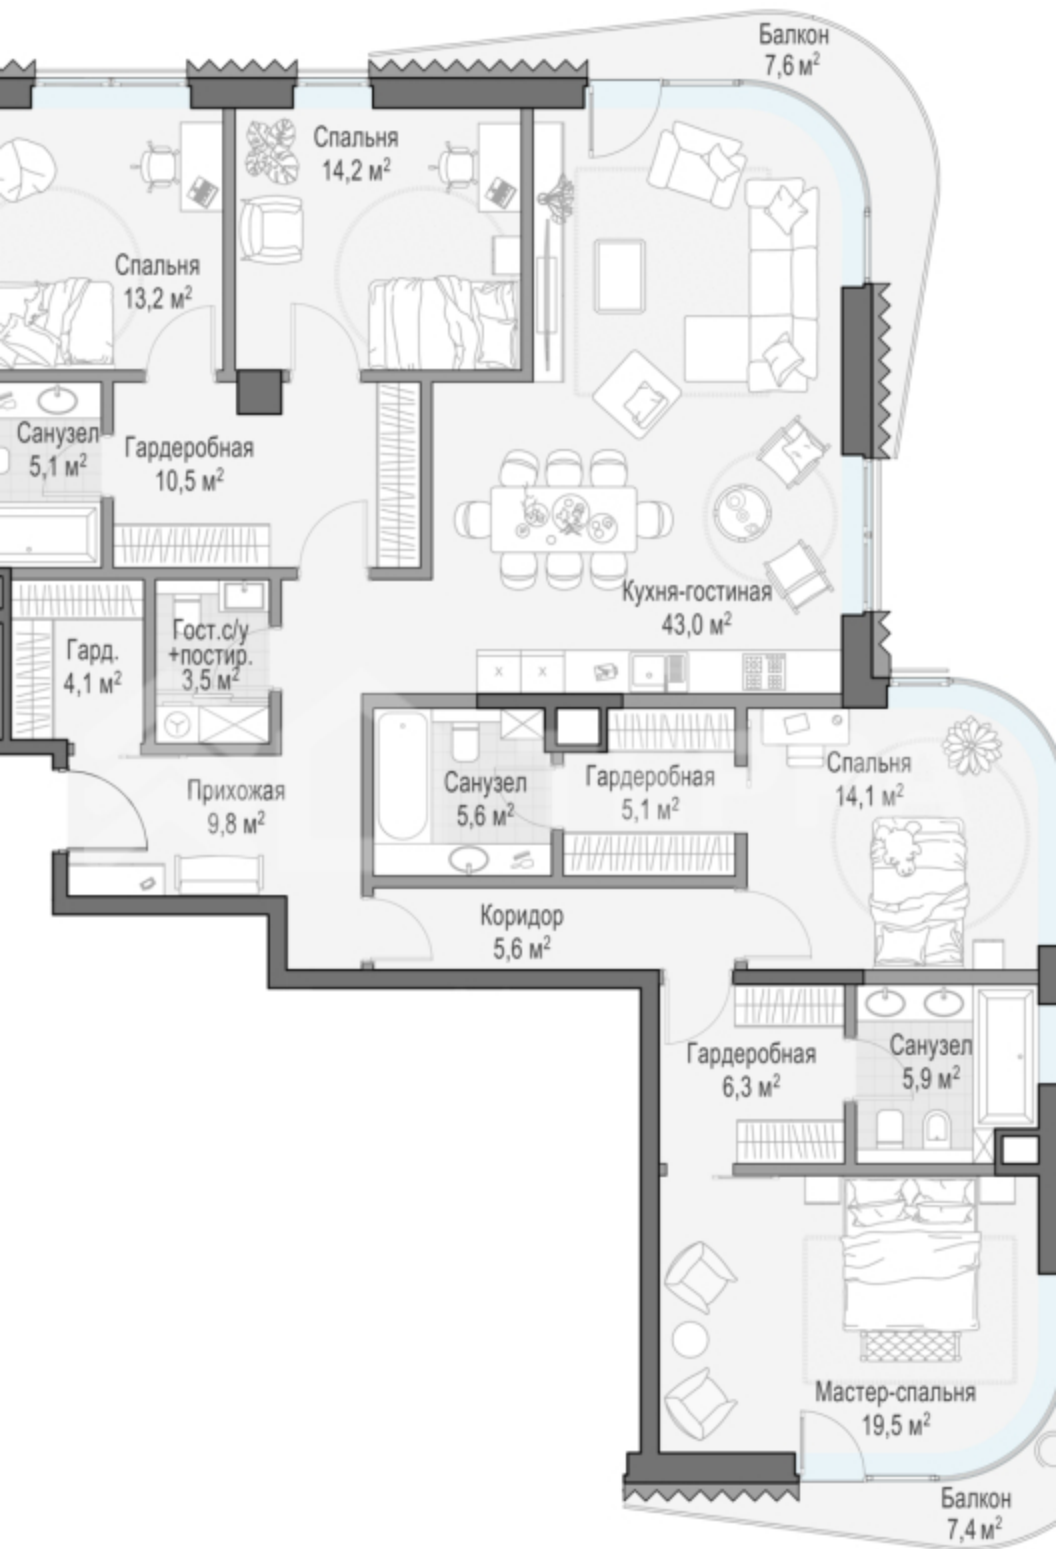 Балкон
7,6 м²
Спальня
14,2 м²
Спальня
13,2 м²
Санузел
5,1 м²
Гардеробная
10,5 м²
Кухня-гостиная
43,0 м²
Гард.
4,1 м²
Гост.с/у
+постир.
3,5 м²
Прихожая
9,8 м²
Санузел
5,6 м²
Гардеробная
5,1 м²
Спальня
14,1 м²
Коридор
5,6 м²
Гардеробная
6,3 м²
Санузел
5,9 м²
Мастер-спальня
19,5 м²
Балкон
7,4 м²